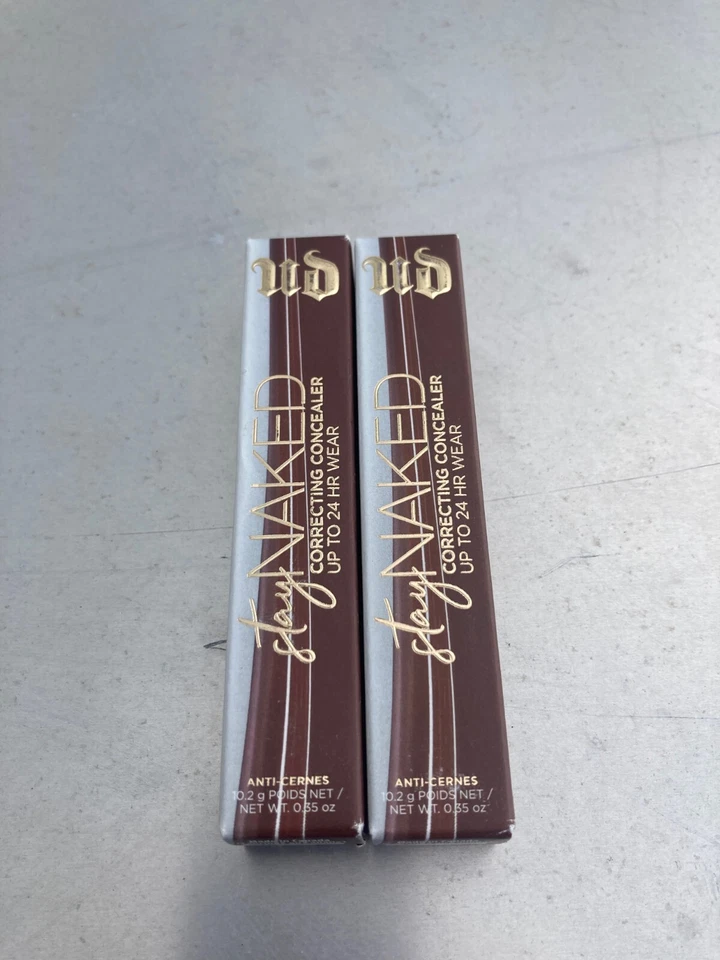 ud
stay NAKED
CORRECTING CONCEALER
UP TO 24 HR WEAR
ANTI-CERNES
10.2 g POIDS NET /
NET WT. 0.35 oz
ud
stay NAKED
CORRECTING CONCEALER
UP TO 24 HR WEAR
ANTI-CERNES
10.2 g POIDS NET /
NET WT. 0.35 oz